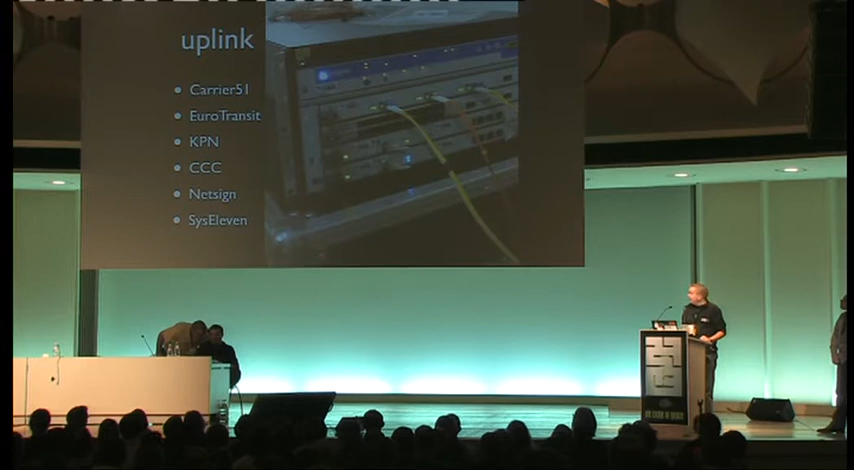 uplink
Carrier51
EuroTransit
KPN
CCC
Netsign
SysEleven